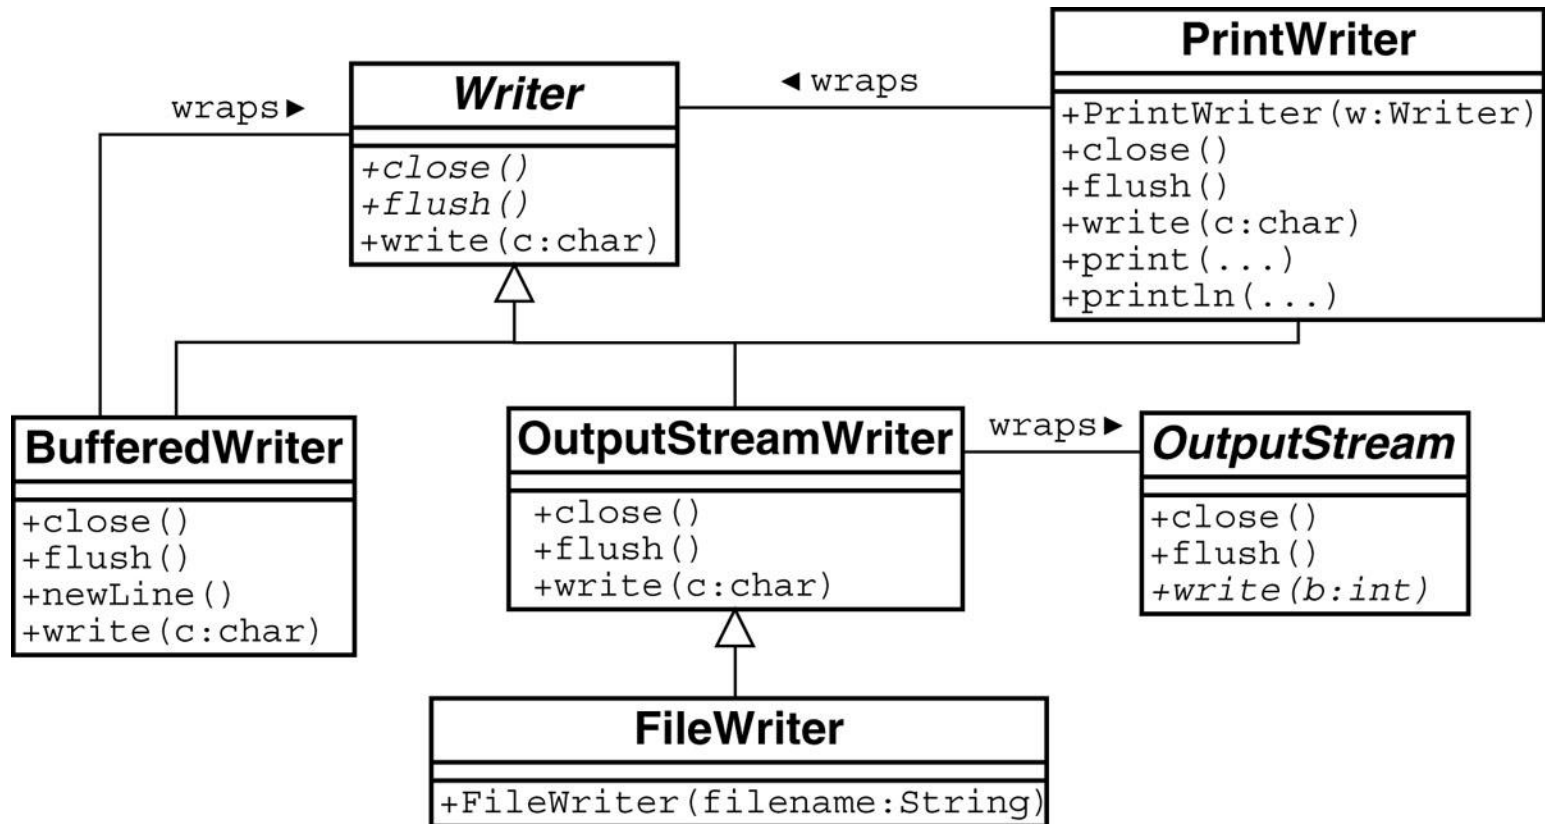 PrintWriter
+PrintWriter(w:Writer)
+close()
+flush()
+write(c:char)
+print(...)
+println(...)
◄wraps
wraps►
Writer
+close()
+flush()
+write(c:char)
BufferedWriter
+close()
+flush()
+newLine()
+write(c:char)
OutputStreamWriter
+close()
+flush()
+write(c:char)
wraps►
OutputStream
+close()
+flush()
+write(b:int)
FileWriter
+FileWriter(filename:String)